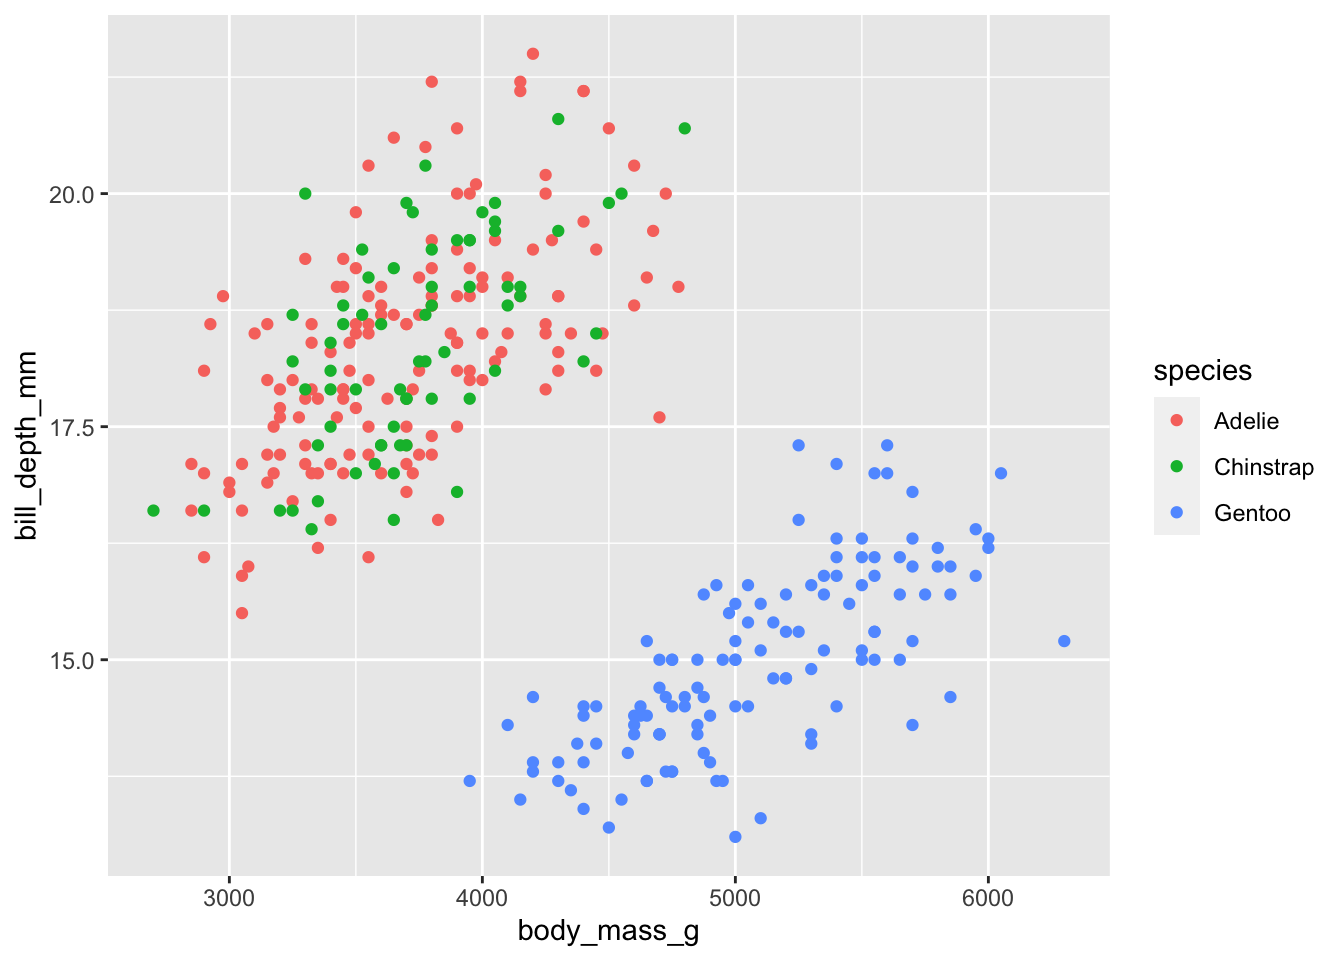 20.0
17.5
15.0
bill_depth_mm
3000 4000 5000 6000
body_mass_g
species
Adelie
Chinstrap
Gentoo